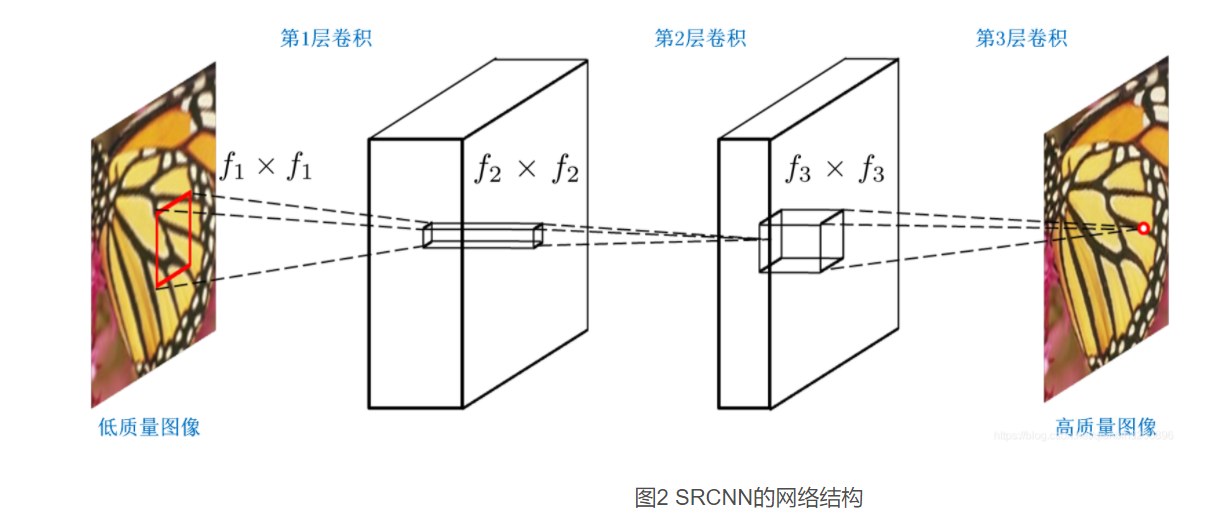 第1层卷积
第2层卷积
第3层卷积
f₁ × f₁
f₂ × f₂
f₃ × f₃
低质量图像
高质量图像
图2 SRCNN的网络结构